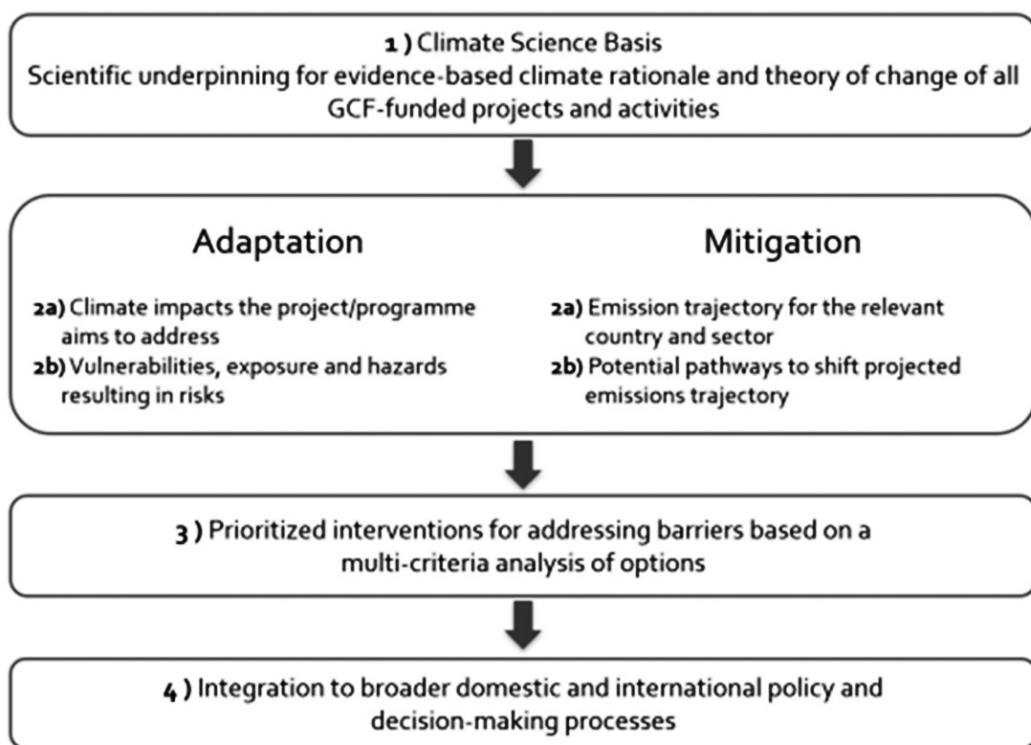 1 ) Climate Science Basis
Scientific underpinning for evidence-based climate rationale and theory of change of all
GCF-funded projects and activities
Adaptation
2a) Climate impacts the project/programme
aims to address
2b) Vulnerabilities, exposure and hazards
resulting in risks
Mitigation
2a) Emission trajectory for the relevant
country and sector
2b) Potential pathways to shift projected
emissions trajectory
3 ) Prioritized interventions for addressing barriers based on a
multi-criteria analysis of options
4 ) Integration to broader domestic and international policy and
decision-making processes